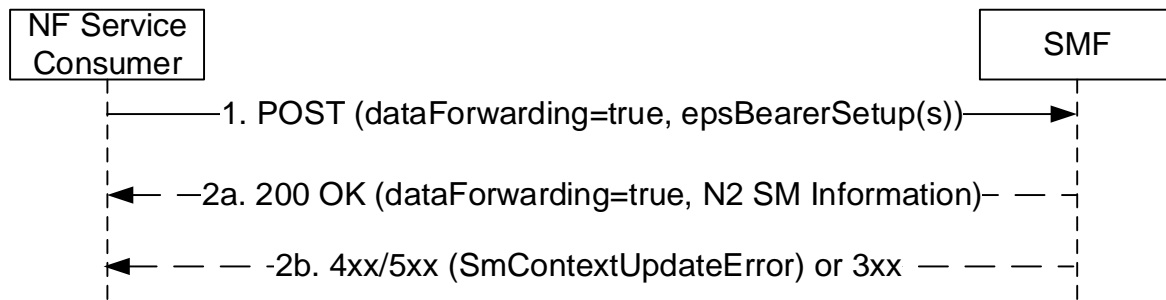 NF Service
Consumer
SMF
1. POST (dataForwarding=true, epsBearerSetup(s))
2a. 200 OK (dataForwarding=true, N2 SM Information)
2b. 4xx/5xx (SmContextUpdateError) or 3xx